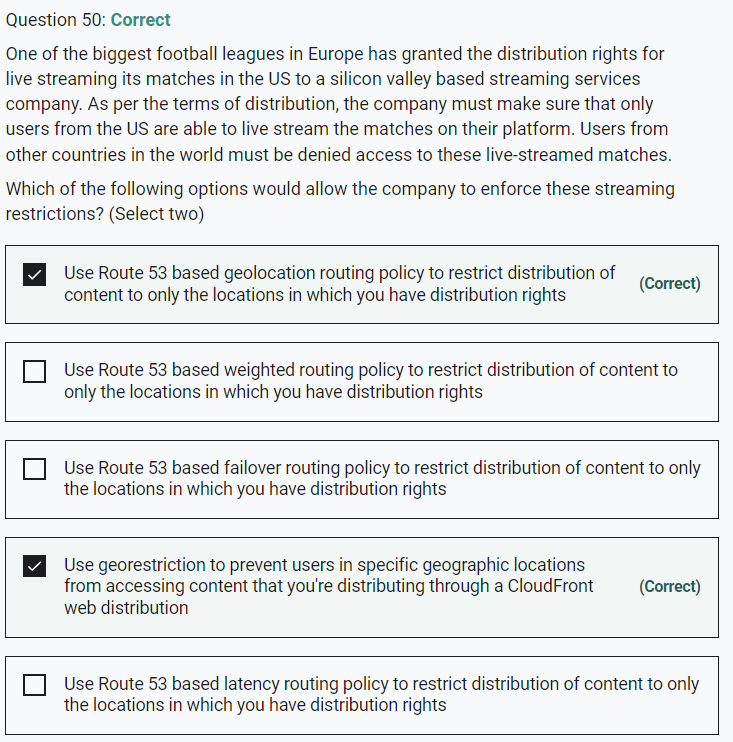 Question 50: Correct
One of the biggest football leagues in Europe has granted the distribution rights for
live streaming its matches in the US to a silicon valley based streaming services
company. As per the terms of distribution, the company must make sure that only
users from the US are able to live stream the matches on their platform. Users from
other countries in the world must be denied access to these live-streamed matches.
Which of the following options would allow the company to enforce these streaming
restrictions? (Select two)
Use Route 53 based geolocation routing policy to restrict distribution of
content to only the locations in which you have distribution rights
(Correct)
Use Route 53 based weighted routing policy to restrict distribution of content to
only the locations in which you have distribution rights
Use Route 53 based failover routing policy to restrict distribution of content to only
the locations in which you have distribution rights
Use georestriction to prevent users in specific geographic locations
from accessing content that you're distributing through a CloudFront
web distribution
(Correct)
Use Route 53 based latency routing policy to restrict distribution of content to only
the locations in which you have distribution rights